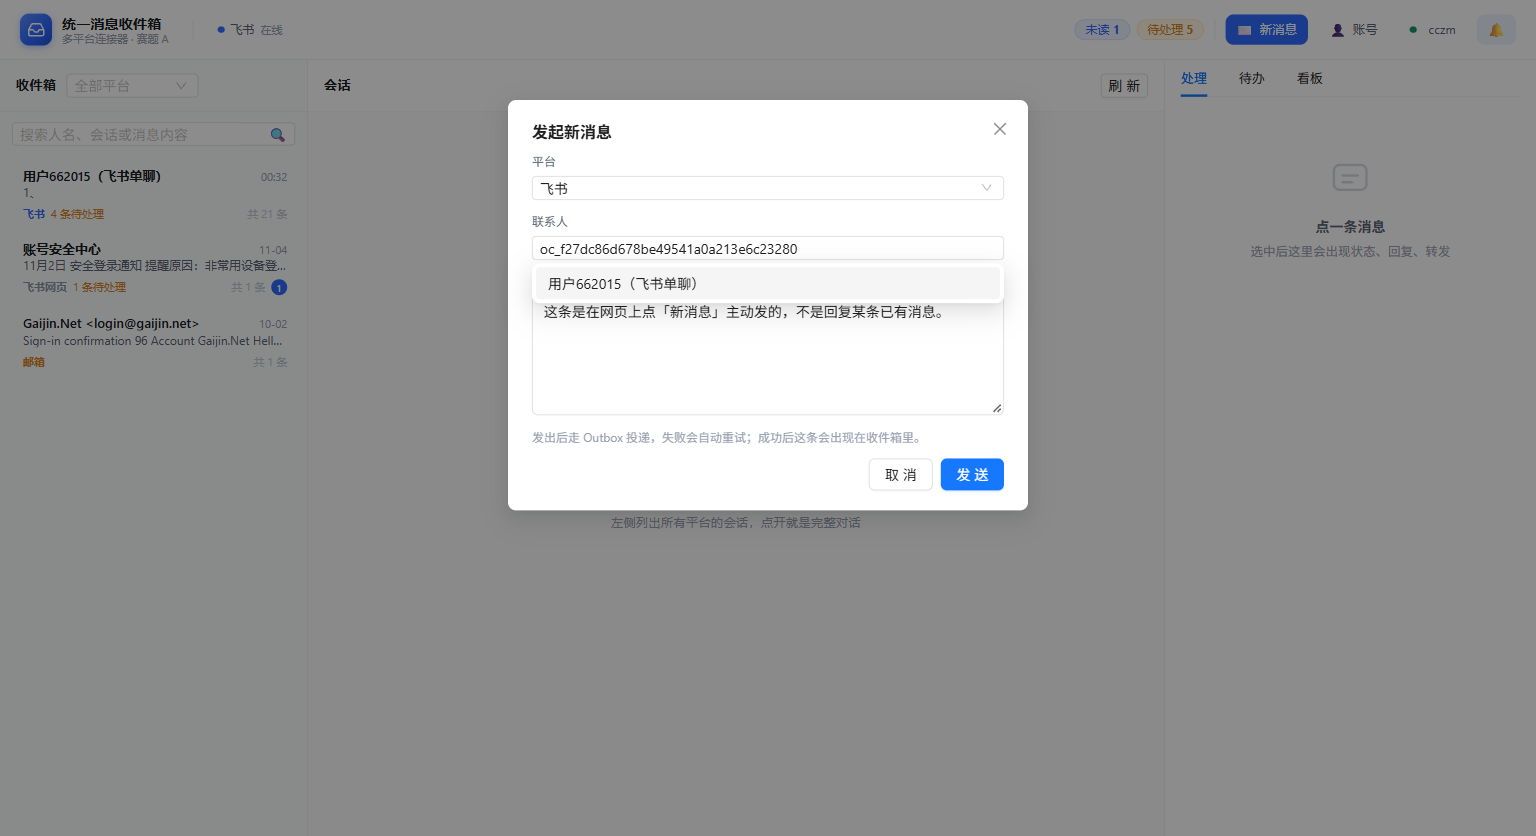 统一消息收件箱
多平台连接器 · 赛题 A
飞书 在线
未读 1
待处理 5
新消息
账号
cczm
收件箱
全部平台
搜索人名、会话或消息内容
用户662015（飞书单聊）
00:32
1、
飞书 4 条待处理
共 21 条
账号安全中心
11-04
11月2日 安全登录通知 提醒原因：非常用设备登...
飞书网页 1 条待处理
共 1 条 1
Gaijin.Net <login@gaijin.net>
10-02
Sign-in confirmation 96 Account Gaijin.Net Hell...
邮箱
共 1 条
会话
刷 新
发起新消息
平台
飞书
联系人
oc_f27dc86d678be49541a0a213e6c23280
用户662015（飞书单聊）
这条是在网页上点「新消息」主动发的，不是回复某条已有消息。
发出后走 Outbox 投递，失败会自动重试；成功后这条会出现在收件箱里。
取 消
发 送
左侧列出所有平台的会话，点开就是完整对话
处理
待办
看板
点一条消息
选中后这里会出现状态、回复、转发